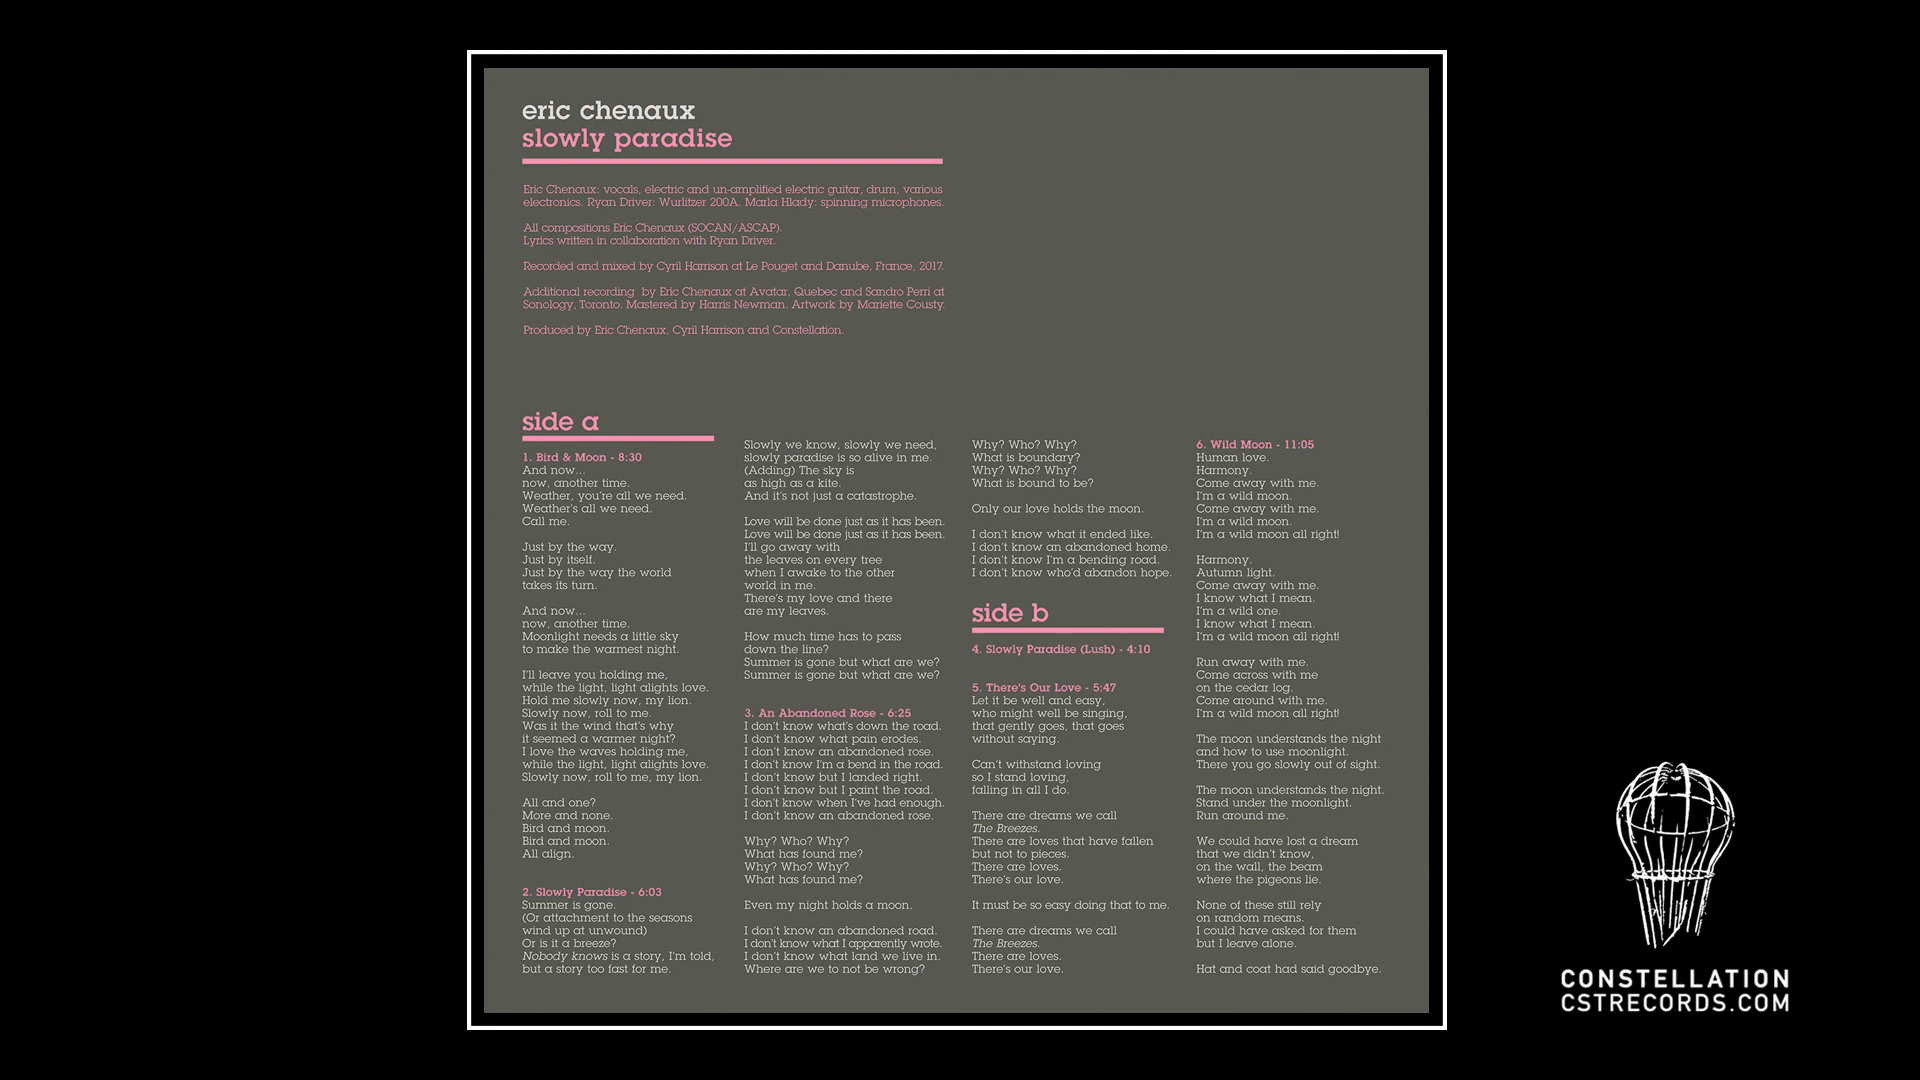 eric chenaux
slowly paradise
Eric Chenaux: vocals, electric and un-amplified electric guitar, drum, various
electronics. Ryan Driver: Wurlitzer 200A. Marla Hlady: spinning microphones.
All compositions Eric Chenaux (SOCAN/ASCAP).
Lyrics written in collaboration with Ryan Driver.
Recorded and mixed by Cyril Harrison at Le Pouget and Danube, France, 2017.
Additional recording by Eric Chenaux at Avatar, Quebec and Sandro Perri at
Sonology, Toronto. Mastered by Harris Newman. Artwork by Mariette Cousty.
Produced by Eric Chenaux, Cyril Harrison and Constellation.
side a
1. Bird & Moon - 8:30
And now...
now, another time.
Weather, you're all we need.
Weather's all we need.
Call me.
Just by the way.
Just by itself.
Just by the way the world
takes its turn.
And now...
now, another time.
Moonlight needs a little sky
to make the warmest night.
I'll leave you holding me,
while the light, light alights love.
Hold me slowly now, my lion.
Slowly now, roll to me.
Was it the wind that's why
it seemed a warmer night?
I love the waves holding me,
while the light, light alights love.
Slowly now, roll to me, my lion.
All and one?
More and none.
Bird and moon.
Bird and moon.
All align.
2. Slowly Paradise - 6:03
Summer is gone.
(Or attachment to the seasons
wind up at unwound)
Or is it a breeze?
Nobody knows is a story, I'm told,
but a story too fast for me.
Slowly we know, slowly we need,
slowly paradise is so alive in me.
(Adding) The sky is
as high as a kite.
And it's not just a catastrophe.
Love will be done just as it has been.
Love will be done just as it has been.
I'll go away with
the leaves on every tree
when I awake to the other
world in me.
There's my love and there
are my leaves.
How much time has to pass
down the line?
Summer is gone but what are we?
Summer is gone but what are we?
3. An Abandoned Rose - 6:25
I don't know what's down the road.
I don't know what pain erodes.
I don't know an abandoned rose.
I don't know I'm a bend in the road.
I don't know but I landed right.
I don't know but I paint the road.
I don't know when I've had enough.
I don't know an abandoned rose.
Why? Who? Why?
What has found me?
Why? Who? Why?
What has found me?
Even my night holds a moon.
I don't know an abandoned road.
I don't know what I apparently wrote.
I don't know what land we live in.
Where are we to not be wrong?
Why? Who? Why?
What is boundary?
Why? Who? Why?
What is bound to be?
Only our love holds the moon.
I don't know what it ended like.
I don't know an abandoned home.
I don't know I'm a bending road.
I don't know who'd abandon hope.
side b
4. Slowly Paradise (Lush) - 4:10
5. There's Our Love - 5:47
Let it be well and easy,
who might well be singing,
that gently goes, that goes
without saying.
Can't withstand loving
so I stand loving,
falling in all I do.
There are dreams we call
The Breezes.
There are loves that have fallen
but not to pieces.
There are loves.
There's our love.
It must be so easy doing that to me.
There are dreams we call
The Breezes.
There are loves.
There's our love.
6. Wild Moon - 11:05
Human love.
Harmony.
Come away with me.
I'm a wild moon.
Come away with me.
I'm a wild moon.
I'm a wild moon all right!
Harmony.
Autumn light.
Come away with me.
I know what I mean.
I'm a wild one.
I know what I mean.
I'm a wild moon all right!
Run away with me.
Come across with me
on the cedar log.
Come around with me.
I'm a wild moon all right!
The moon understands the night
and how to use moonlight.
There you go slowly out of sight.
The moon understands the night.
Stand under the moonlight.
Run around me.
We could have lost a dream
that we didn't know,
on the wall, the beam
where the pigeons lie.
None of these still rely
on random means.
I could have asked for them
but I leave alone.
Hat and coat had said goodbye.
CONSTELLATION
CSTRECORDS.COM